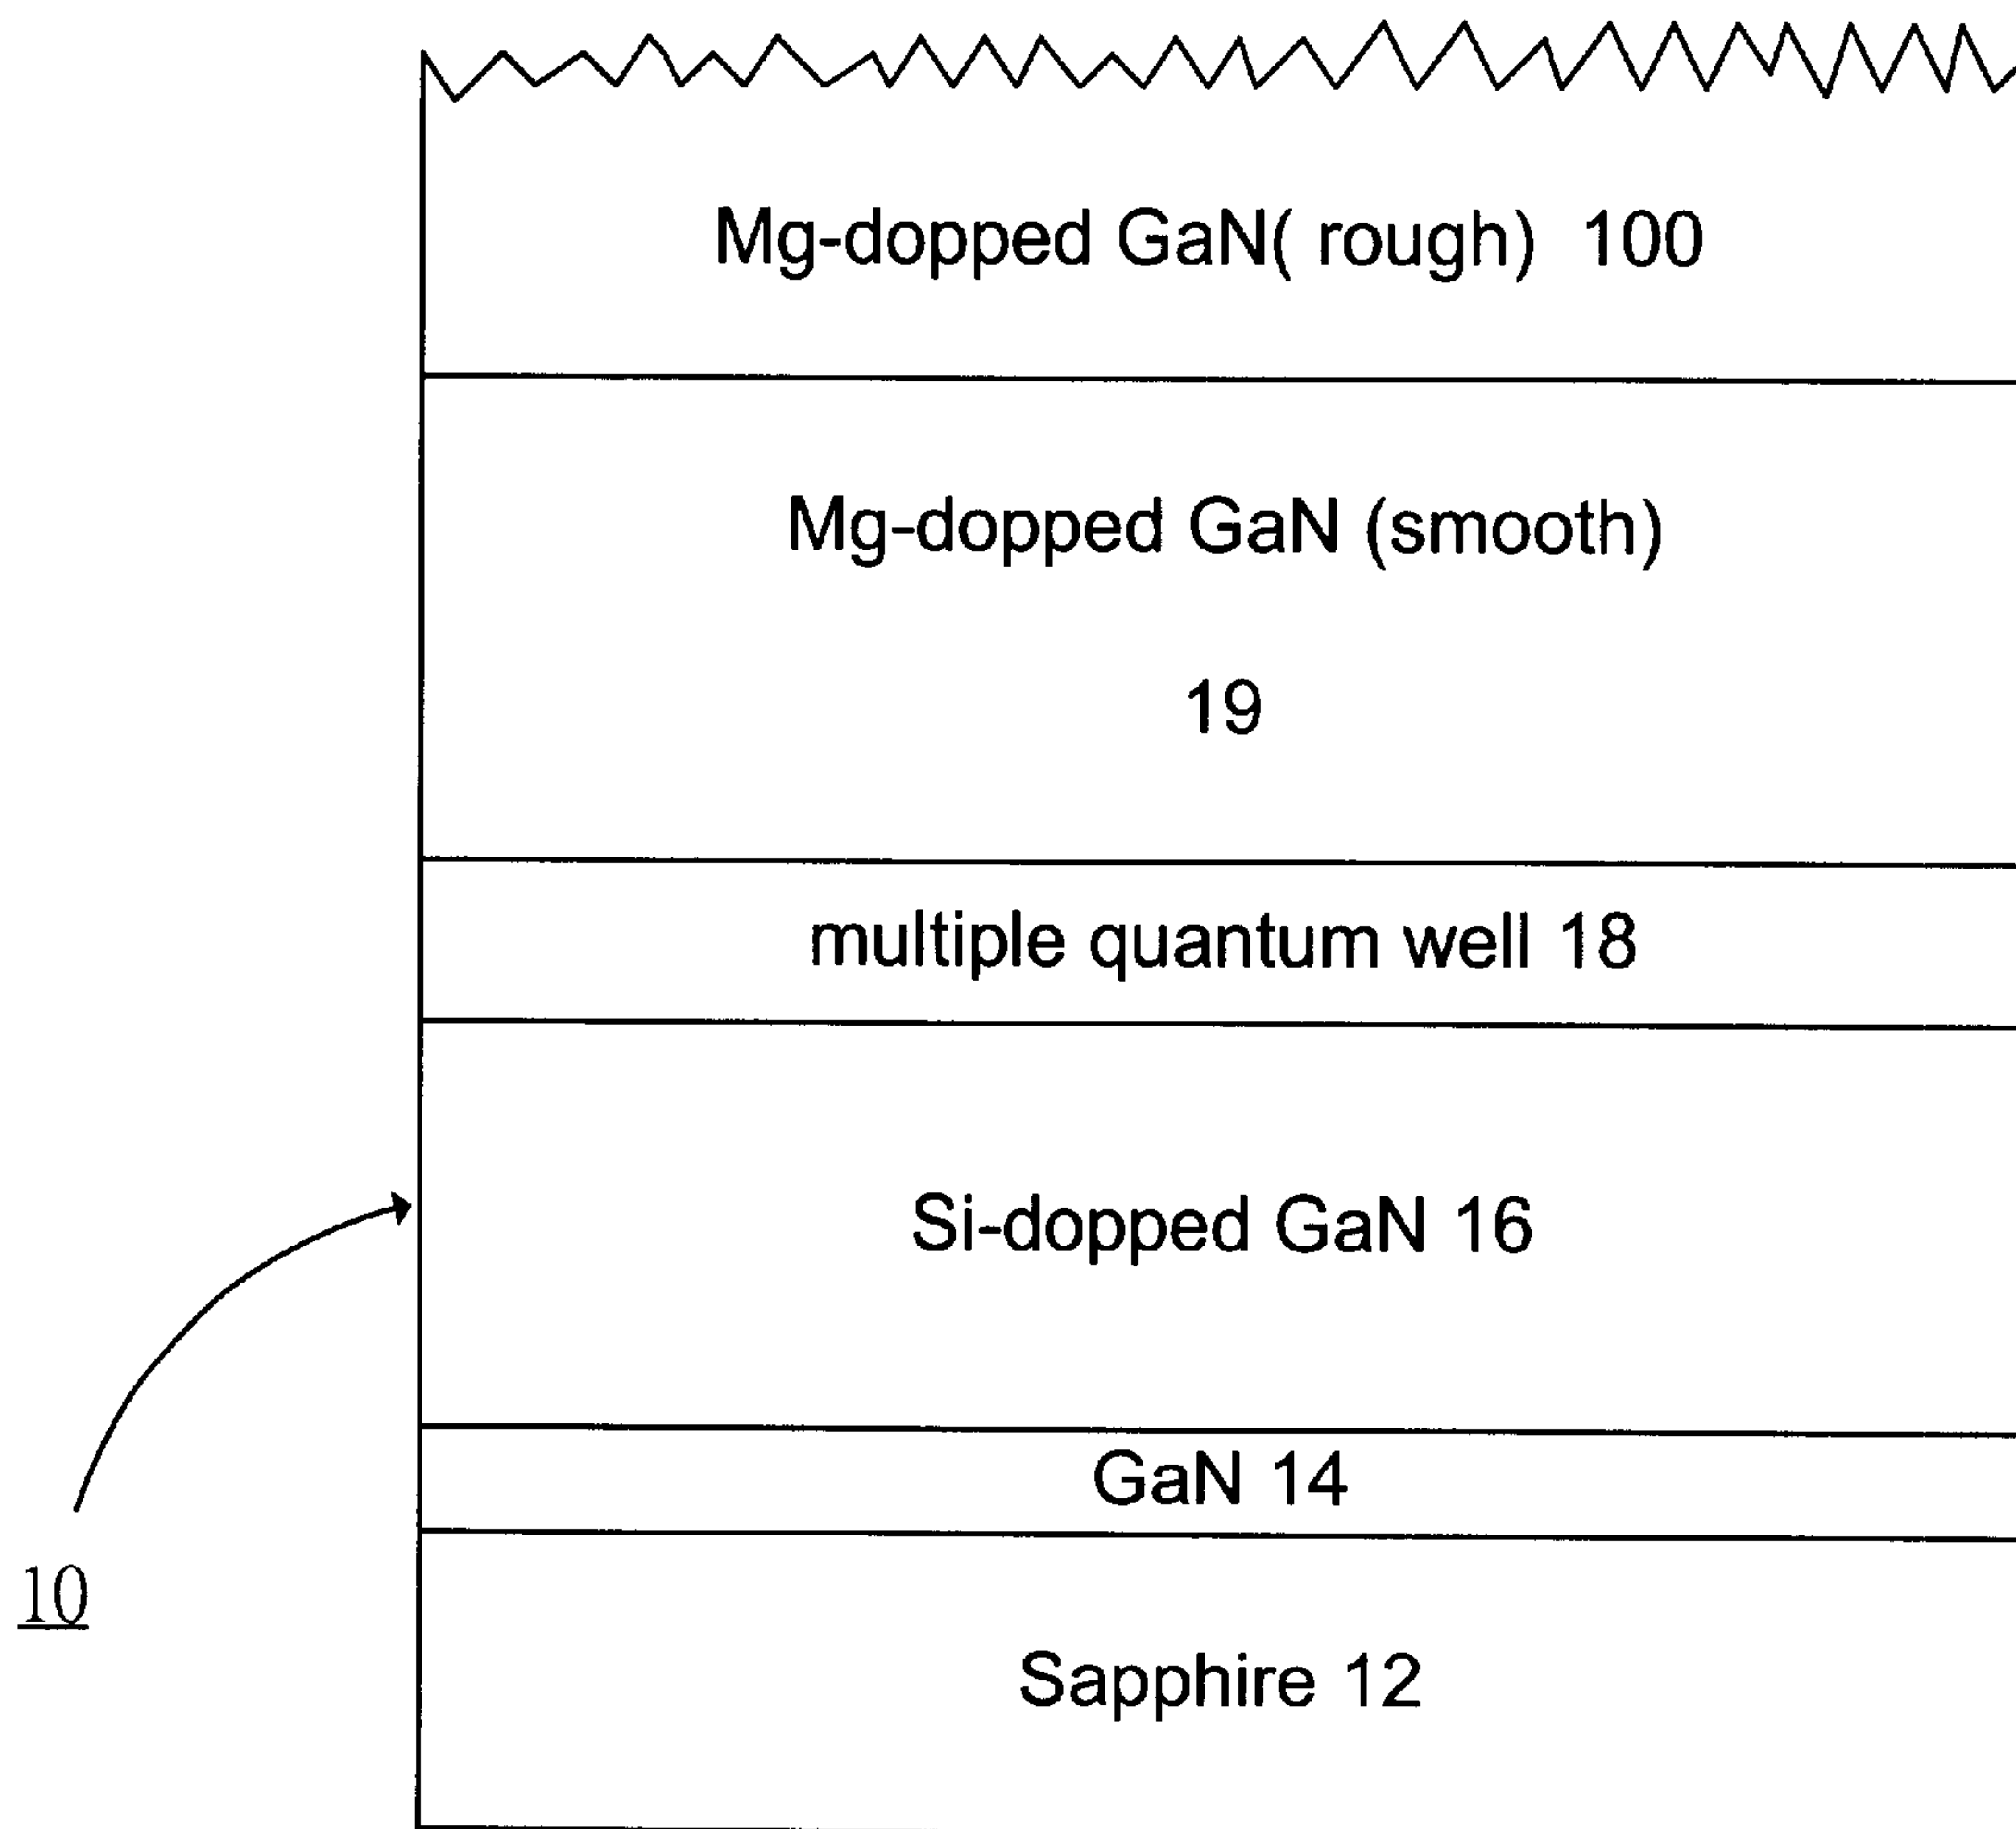 Mg-dopped GaN( rough) 100
Mg-dopped GaN (smooth)
19
multiple quantum well 18
Si-dopped GaN 16
GaN 14
10
Sapphire 12